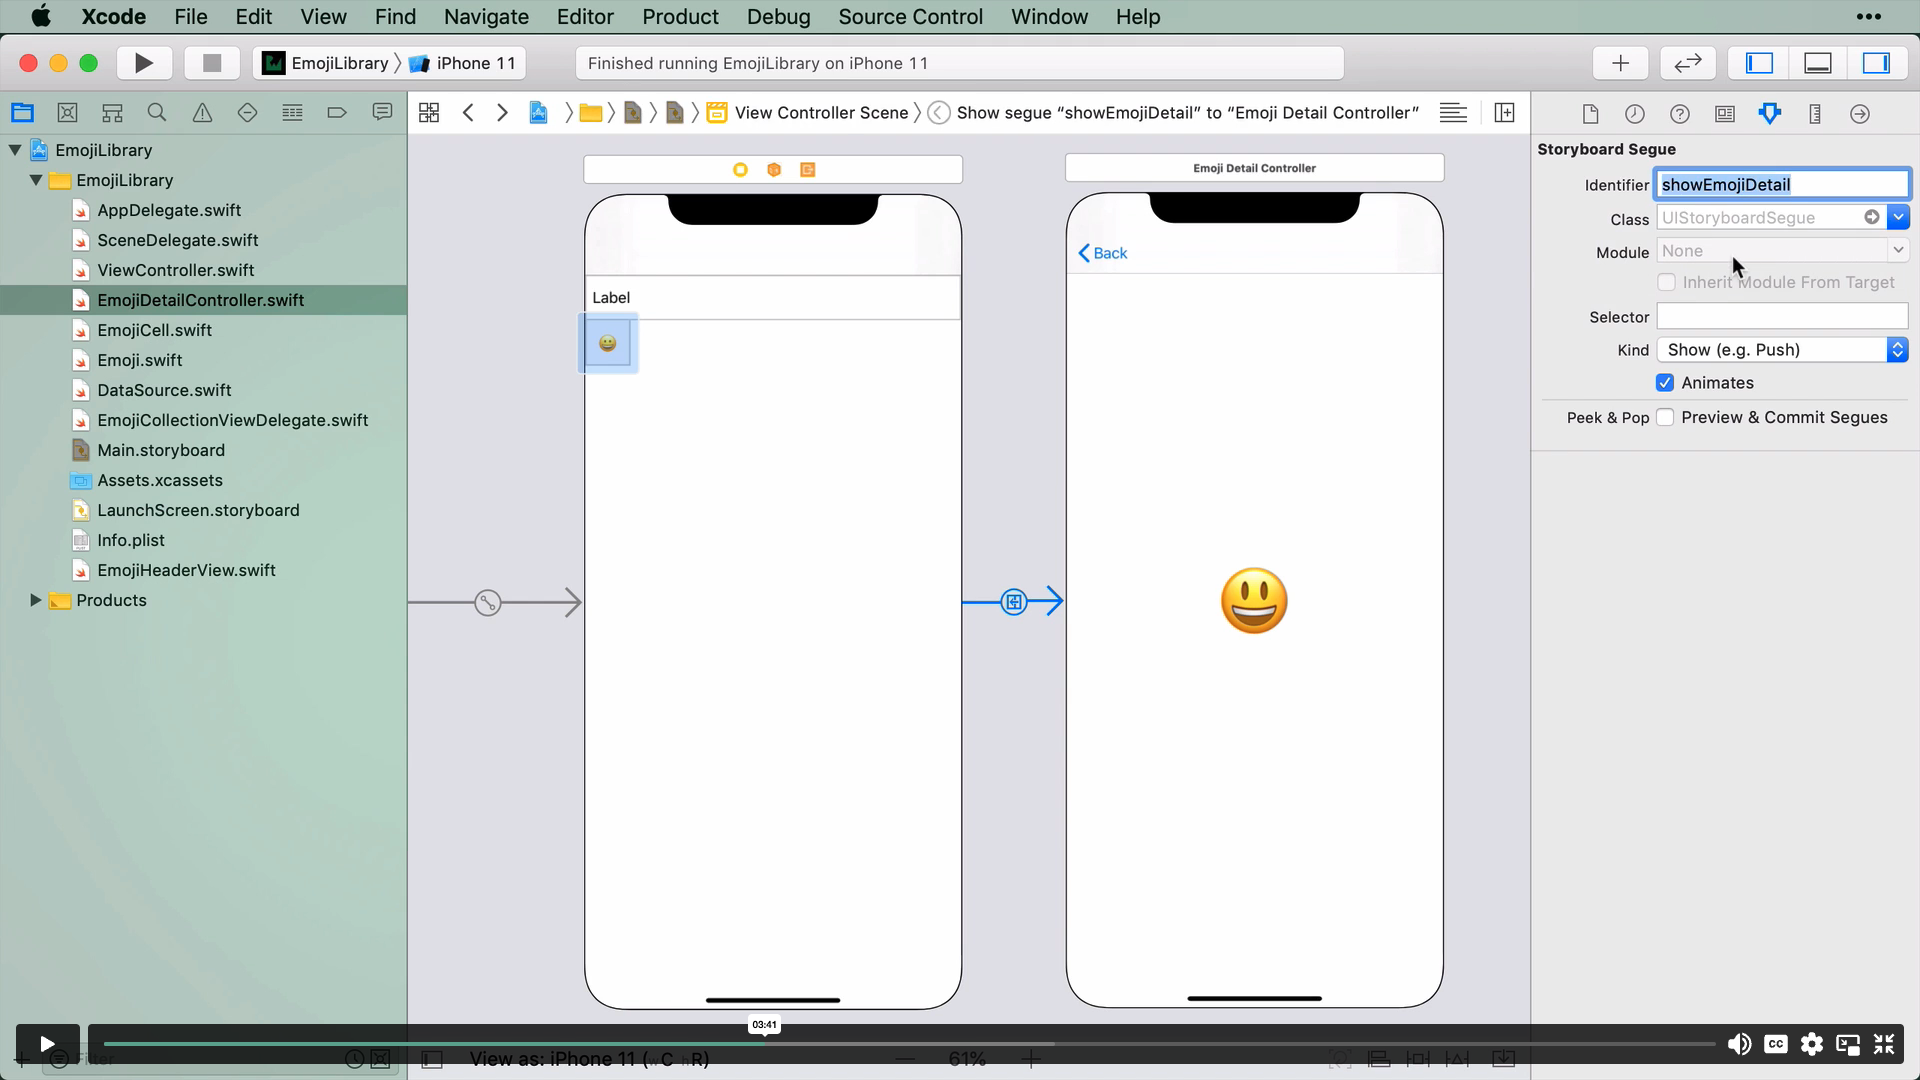 Xcode File Edit View Find Navigate Editor Product Debug Source Control Window Help •••
EmojiLibrary iPhone 11 Finished running EmojiLibrary on iPhone 11
View Controller Scene Show segue “showEmojiDetail” to “Emoji Detail Controller”
EmojiLibrary
EmojiLibrary
AppDelegate.swift
SceneDelegate.swift
ViewController.swift
EmojiDetailController.swift
EmojiCell.swift
Emoji.swift
DataSource.swift
EmojiCollectionViewDelegate.swift
Main.storyboard
Assets.xcassets
LaunchScreen.storyboard
Info.plist
EmojiHeaderView.swift
Products
Label
Emoji Detail Controller
Back
Storyboard Segue
Identifier showEmojiDetail
Class UIStoryboardSegue
Module None
Inherit Module From Target
Selector
Kind Show (e.g. Push)
Animates
Peek & Pop Preview & Commit Segues
03:41
CC
Filter
View as: iPhone 11 (wC hR) 61%